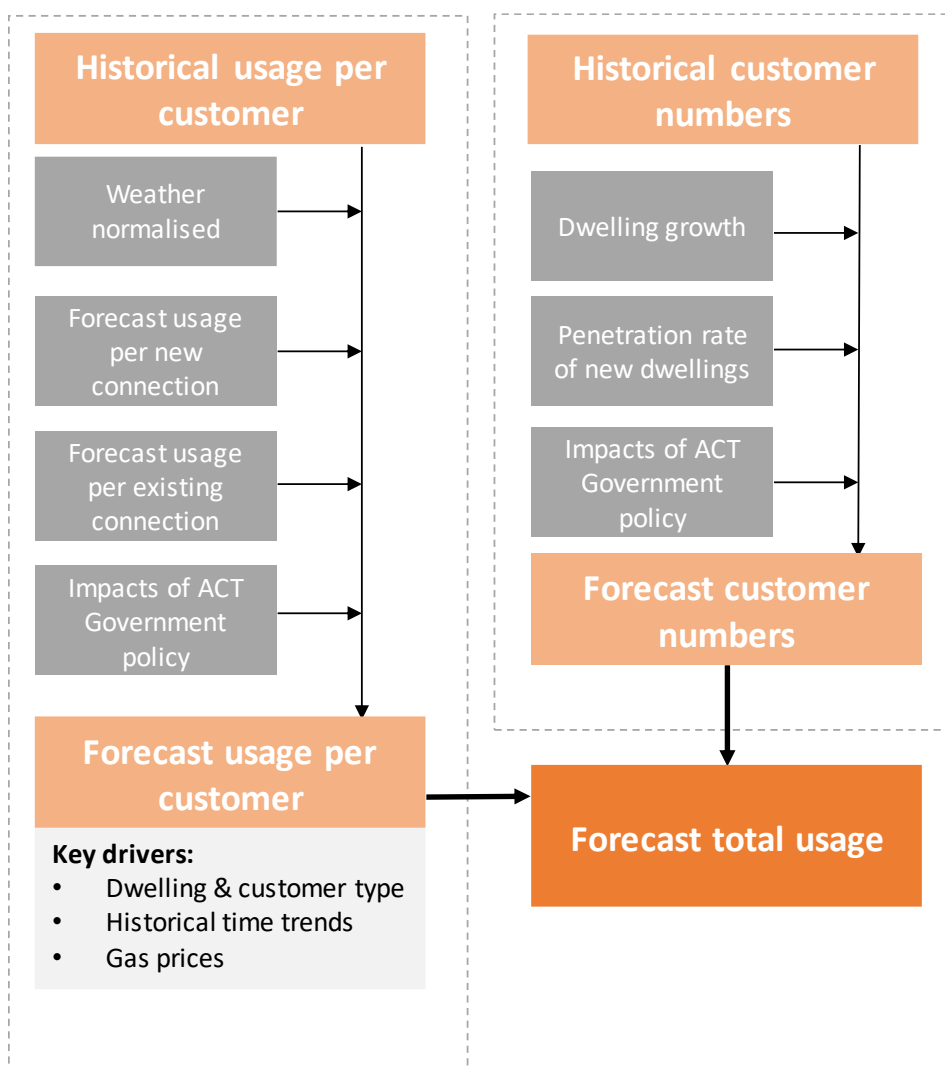 Historical usage per
customer
Weather
normalised
Forecast usage
per new
connection
Forecast usage
per existing
connection
Impacts of ACT
Government
policy
Forecast usage per
customer
Key drivers:
• Dwelling & customer type
• Historical time trends
• Gas prices
Historical customer
numbers
Dwelling growth
Penetration rate
of new dwellings
Impacts of ACT
Government
policy
Forecast customer
numbers
Forecast total usage